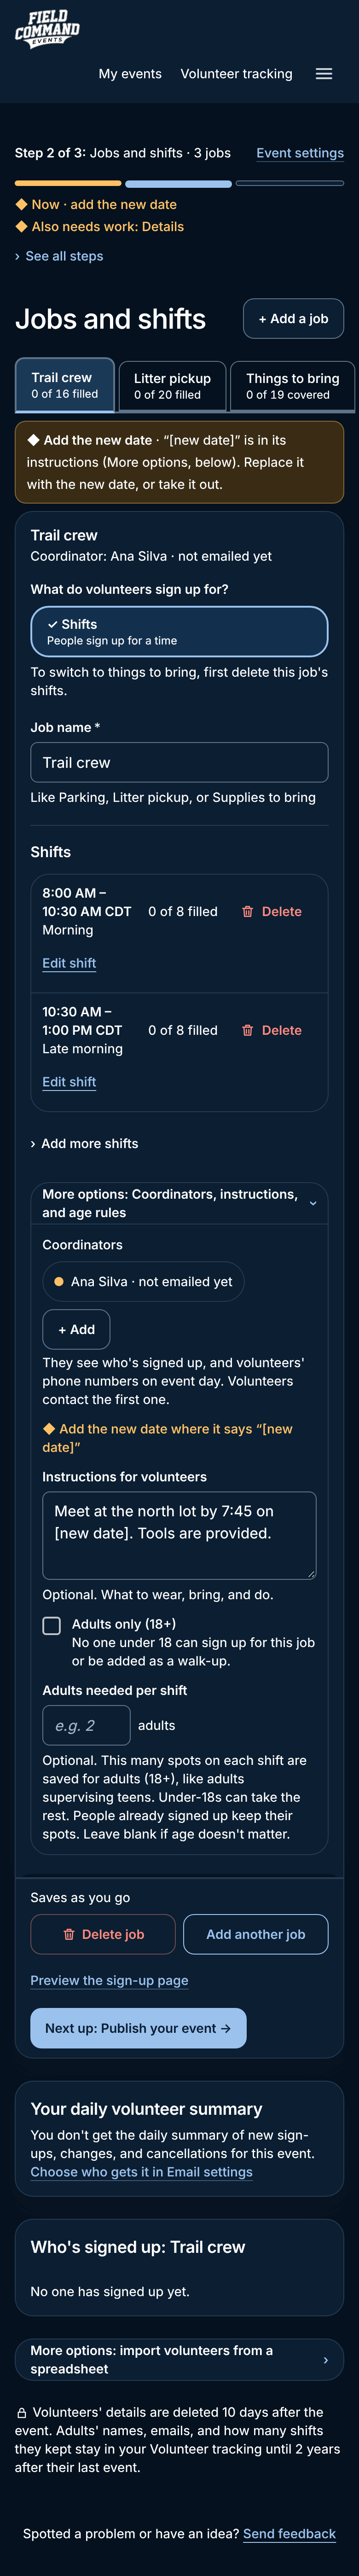 FIELD
COMMAND
EVENTS
My events Volunteer tracking
Step 2 of 3: Jobs and shifts · 3 jobs Event settings
◆ Now · add the new date
◆ Also needs work: Details
› See all steps
Jobs and shifts + Add a job
Trail crew Litter pickup Things to bring
0 of 16 filled 0 of 20 filled 0 of 19 covered
◆ Add the new date · “[new date]” is in its
instructions (More options, below). Replace it
with the new date, or take it out.
Trail crew
Coordinator: Ana Silva · not emailed yet
What do volunteers sign up for?
✓ Shifts
People sign up for a time
To switch to things to bring, first delete this job's
shifts.
Job name *
Trail crew
Like Parking, Litter pickup, or Supplies to bring
Shifts
8:00 AM –
10:30 AM CDT 0 of 8 filled Delete
Morning
Edit shift
10:30 AM –
1:00 PM CDT 0 of 8 filled Delete
Late morning
Edit shift
› Add more shifts
More options: Coordinators, instructions,
and age rules
Coordinators
Ana Silva · not emailed yet
+ Add
They see who's signed up, and volunteers'
phone numbers on event day. Volunteers
contact the first one.
◆ Add the new date where it says “[new
date]”
Instructions for volunteers
Meet at the north lot by 7:45 on
[new date]. Tools are provided.
Optional. What to wear, bring, and do.
Adults only (18+)
No one under 18 can sign up for this job
or be added as a walk-up.
Adults needed per shift
e.g. 2 adults
Optional. This many spots on each shift are
saved for adults (18+), like adults
supervising teens. Under-18s can take the
rest. People already signed up keep their
spots. Leave blank if age doesn't matter.
Saves as you go
Delete job Add another job
Preview the sign-up page
Next up: Publish your event →
Your daily volunteer summary
You don't get the daily summary of new sign-
ups, changes, and cancellations for this event.
Choose who gets it in Email settings
Who's signed up: Trail crew
No one has signed up yet.
More options: import volunteers from a
spreadsheet ›
Volunteers' details are deleted 10 days after the
event. Adults' names, emails, and how many shifts
they kept stay in your Volunteer tracking until 2 years
after their last event.
Spotted a problem or have an idea? Send feedback